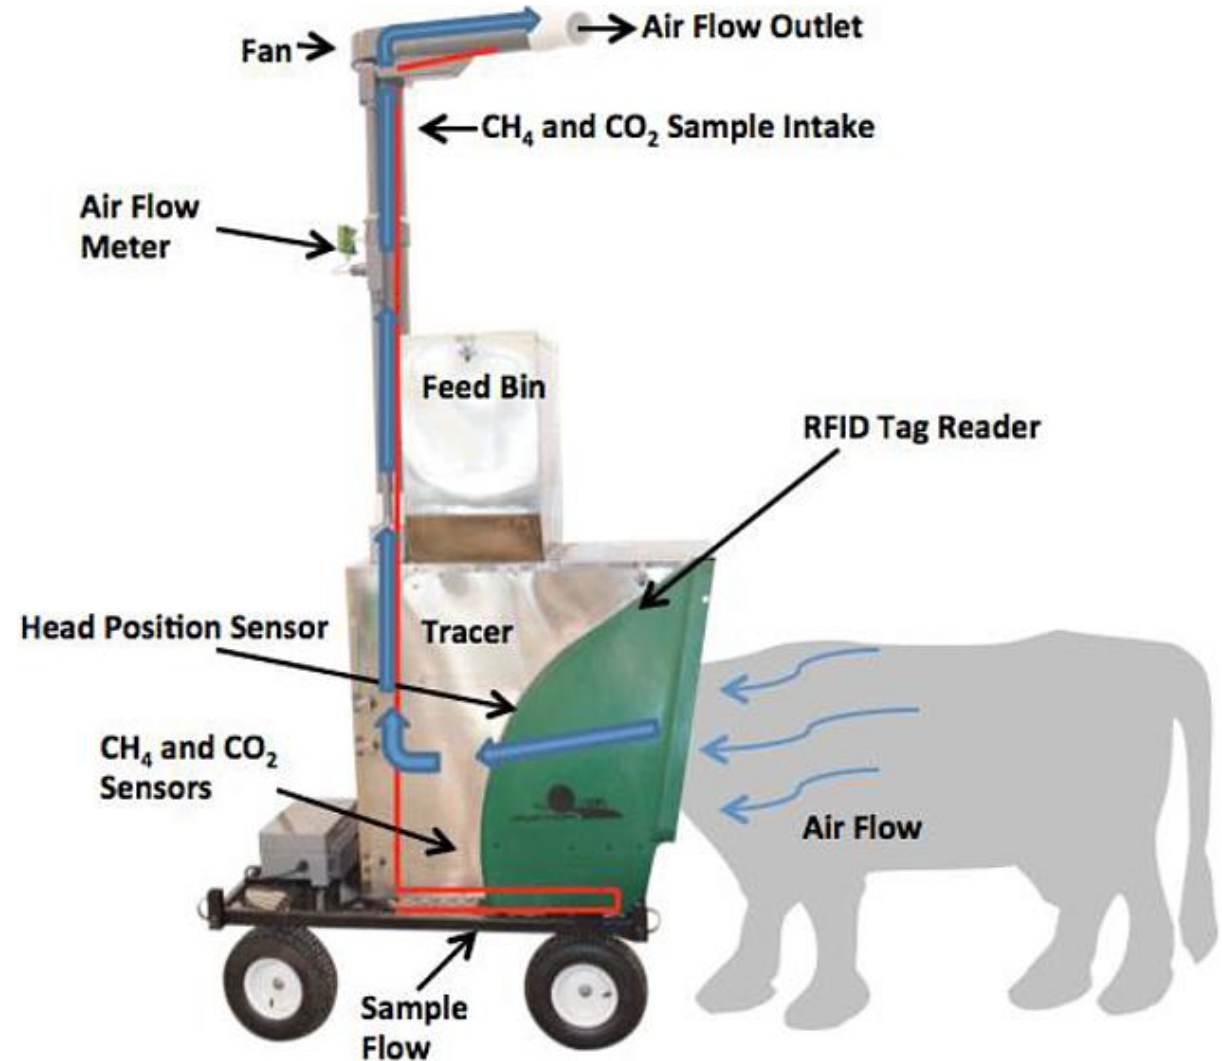 Fan
Air Flow Outlet
CH₄ and CO₂ Sample Intake
Air Flow
Meter
Feed Bin
RFID Tag Reader
Head Position Sensor
Tracer
CH₄ and CO₂
Sensors
Air Flow
Sample
Flow